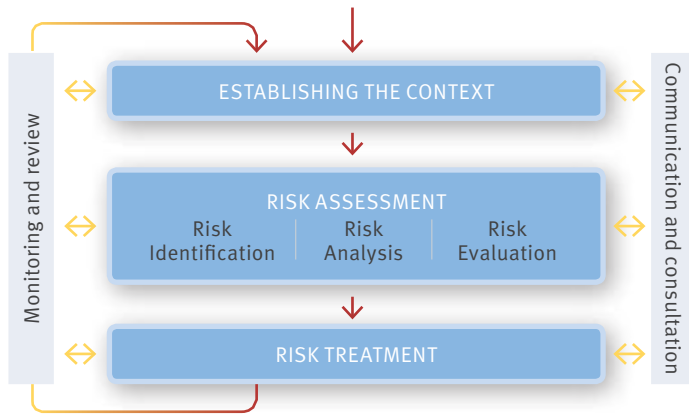 Monitoring and review
ESTABLISHING THE CONTEXT
RISK ASSESSMENT
Risk
Identification
Risk
Analysis
Risk
Evaluation
RISK TREATMENT
Communication and consultation